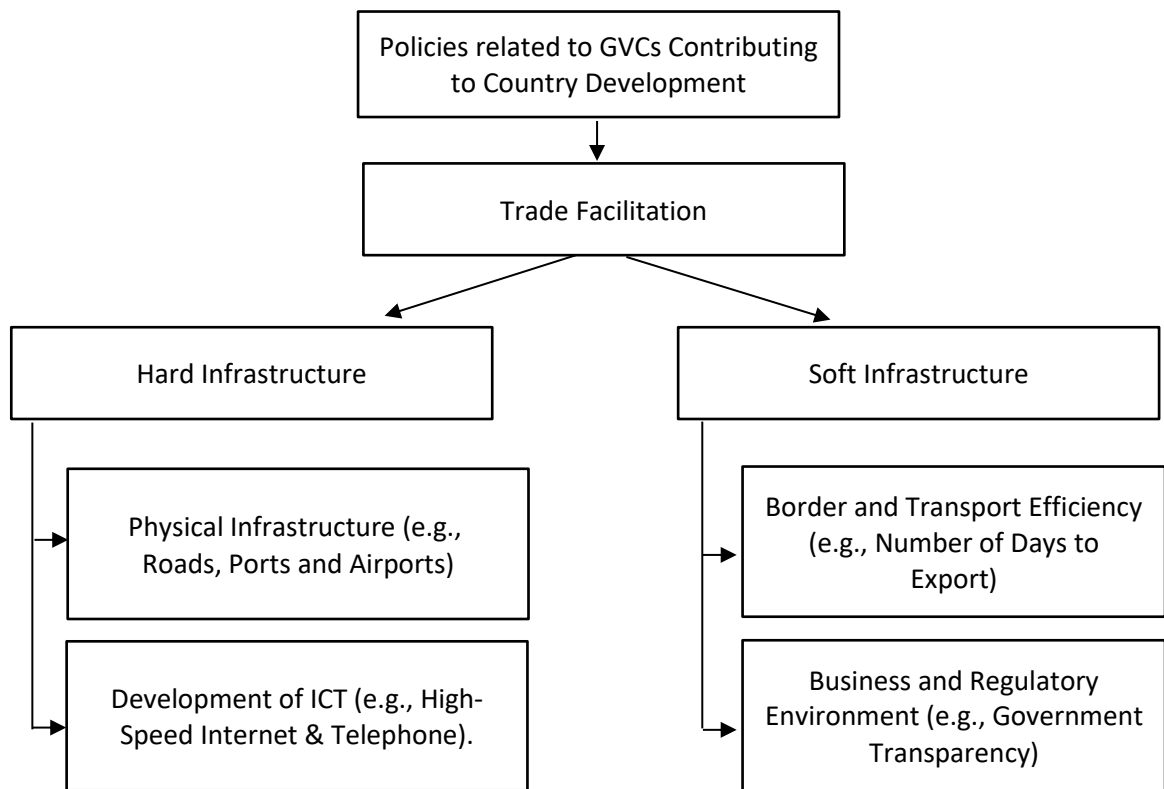 Policies related to GVCs Contributing
to Country Development
Trade Facilitation
Hard Infrastructure
Soft Infrastructure
Physical Infrastructure (e.g.,
Roads, Ports and Airports)
Border and Transport Efficiency
(e.g., Number of Days to
Export)
Development of ICT (e.g., High-
Speed Internet & Telephone).
Business and Regulatory
Environment (e.g., Government
Transparency)